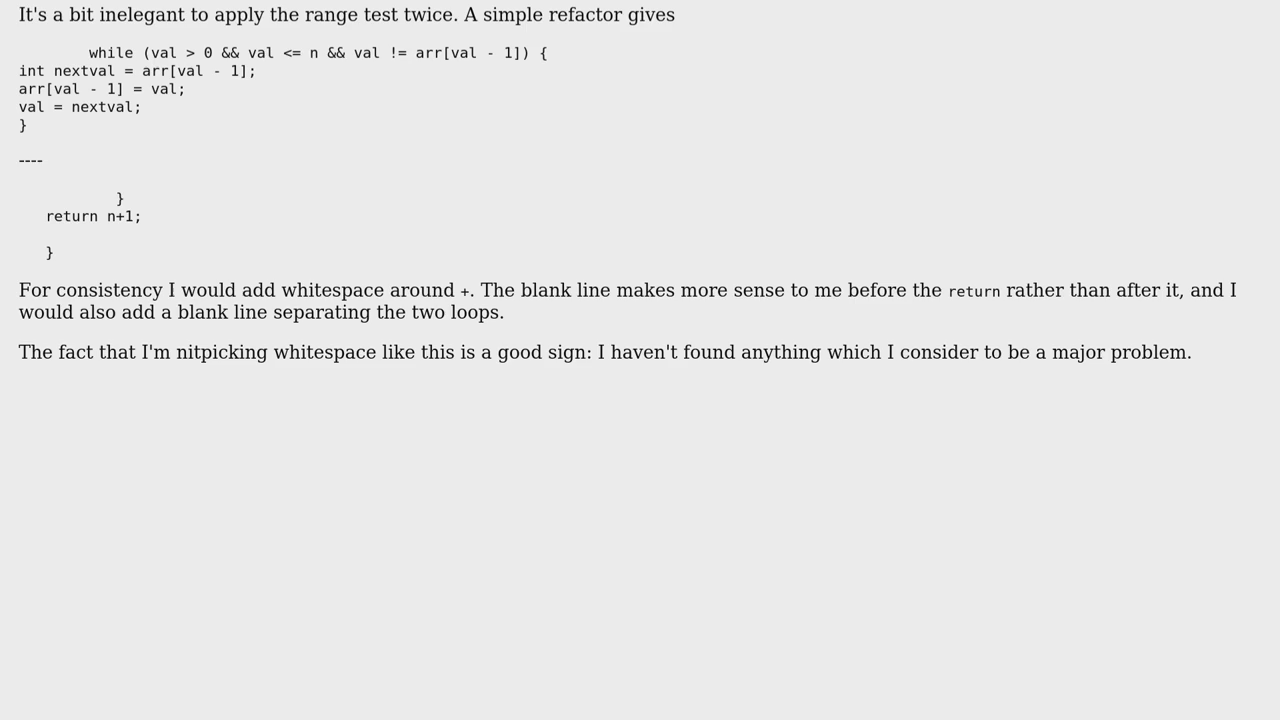 It's a bit inelegant to apply the range test twice. A simple refactor gives
while (val > 0 && val <= n && val != arr[val - 1]) {
int nextval = arr[val - 1];
arr[val - 1] = val;
val = nextval;
}
----
}
return n+1;
}
For consistency I would add whitespace around +. The blank line makes more sense to me before the return rather than after it, and I
would also add a blank line separating the two loops.
The fact that I'm nitpicking whitespace like this is a good sign: I haven't found anything which I consider to be a major problem.